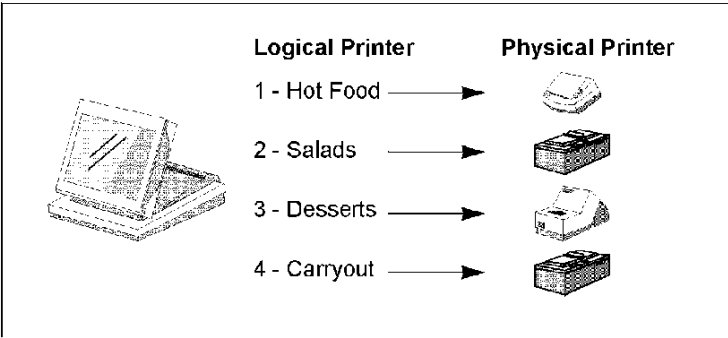 Logical Printer Physical Printer
1 - Hot Food
2 - Salads
3 - Desserts
4 - Carryout